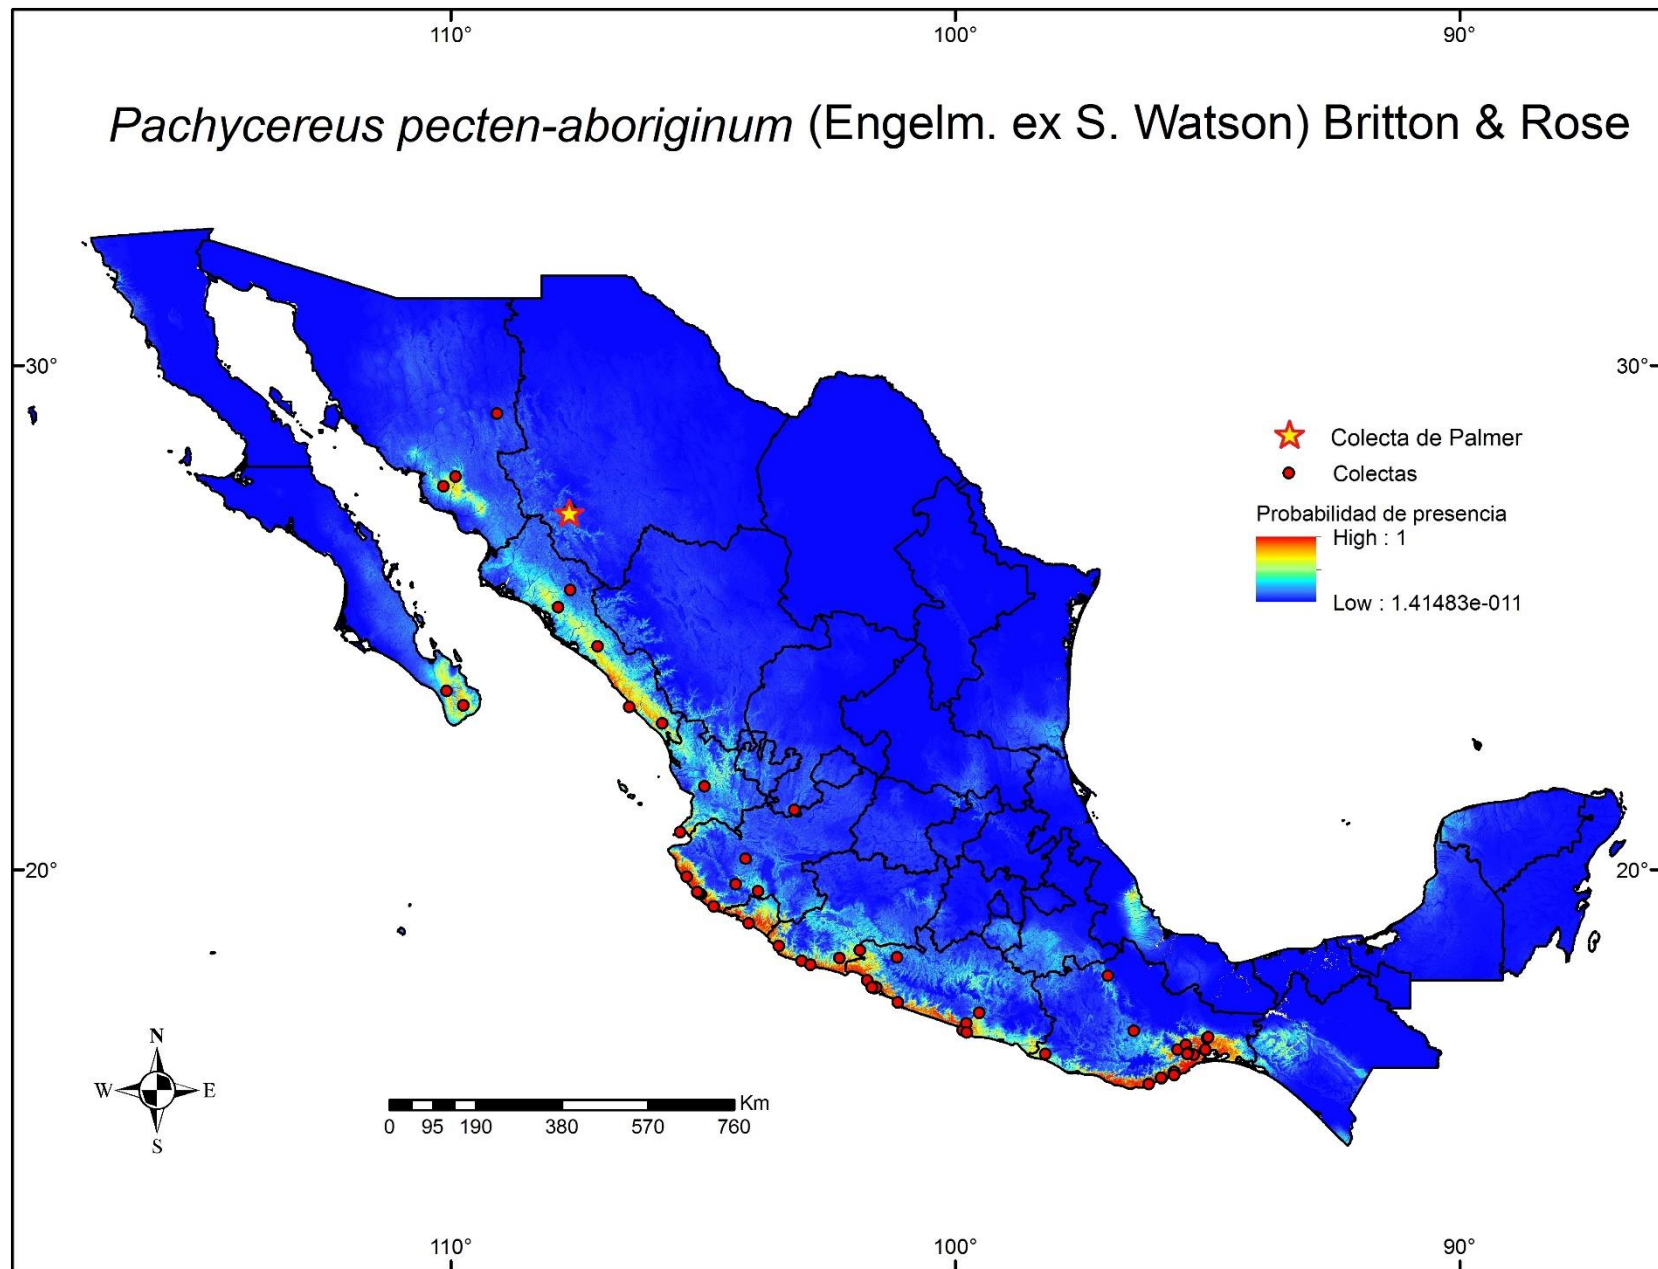 110° 100° 90°
Pachycereus pecten-aboriginum (Engelm. ex S. Watson) Britton & Rose
30° 30°
Colecta de Palmer
Colectas
Probabilidad de presencia
High : 1
Low : 1.41483e-011
20° 20°
N
W E
S
Km
0 95 190 380 570 760
110° 100° 90°